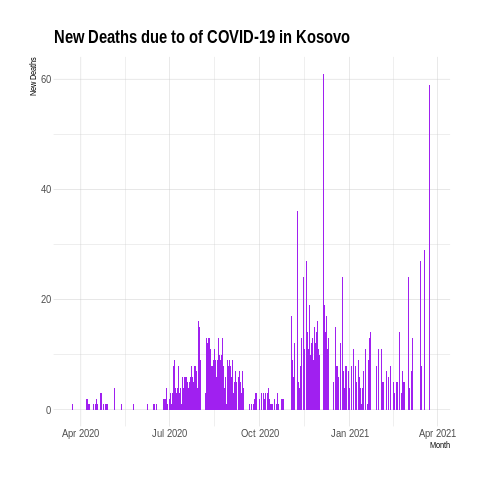 New Deaths due to of COVID-19 in Kosovo
New Deaths
60
40
20
0
Apr 2020
Jul 2020
Oct 2020
Jan 2021
Apr 2021
Month